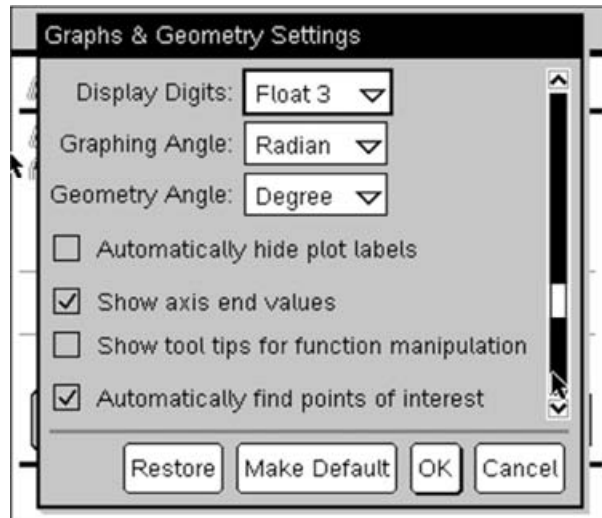 Graphs & Geometry Settings
Display Digits: Float 3
Graphing Angle: Radian
Geometry Angle: Degree
Automatically hide plot labels
Show axis end values
Show tool tips for function manipulation
Automatically find points of interest
Restore Make Default OK Cancel